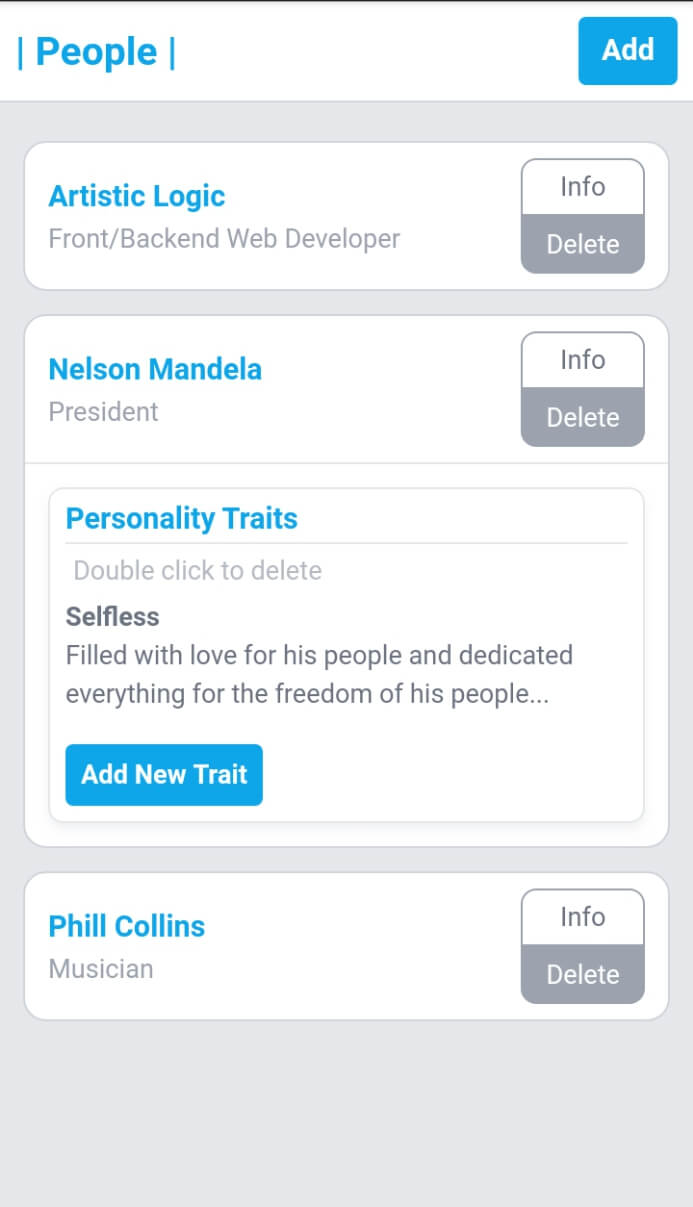 | People |
Add
Artistic Logic
Front/Backend Web Developer
Info
Delete
Nelson Mandela
President
Info
Delete
Personality Traits
Double click to delete
Selfless
Filled with love for his people and dedicated
everything for the freedom of his people...
Add New Trait
Phill Collins
Musician
Info
Delete